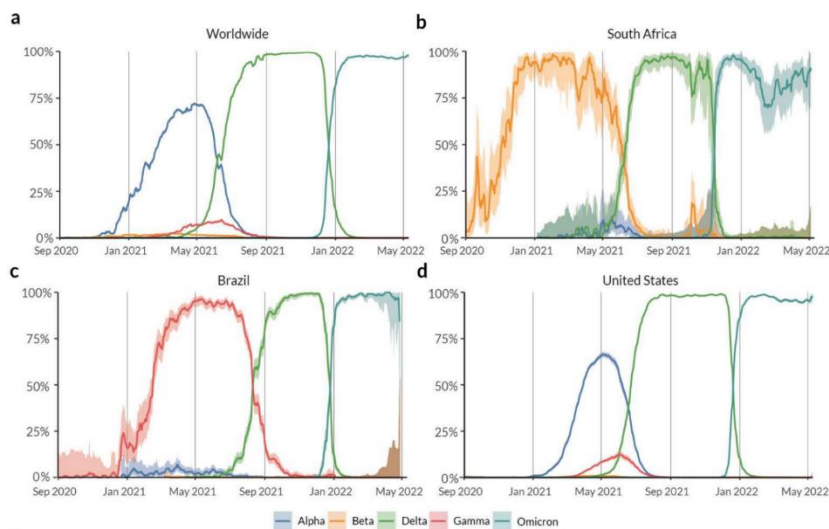 a
Worldwide
100%
75%
50%
25%
0%
Sep 2020 Jan 2021 May 2021 Sep 2021 Jan 2022 May 2022
b
South Africa
100%
75%
50%
25%
0%
Sep 2020 Jan 2021 May 2021 Sep 2021 Jan 2022 May 2022
c
Brazil
100%
75%
50%
25%
0%
Sep 2020 Jan 2021 May 2021 Sep 2021 Jan 2022 May 2022
d
United States
100%
75%
50%
25%
0%
Sep 2020 Jan 2021 May 2021 Sep 2021 Jan 2022 May 2022
Alpha Beta Delta Gamma Omicron